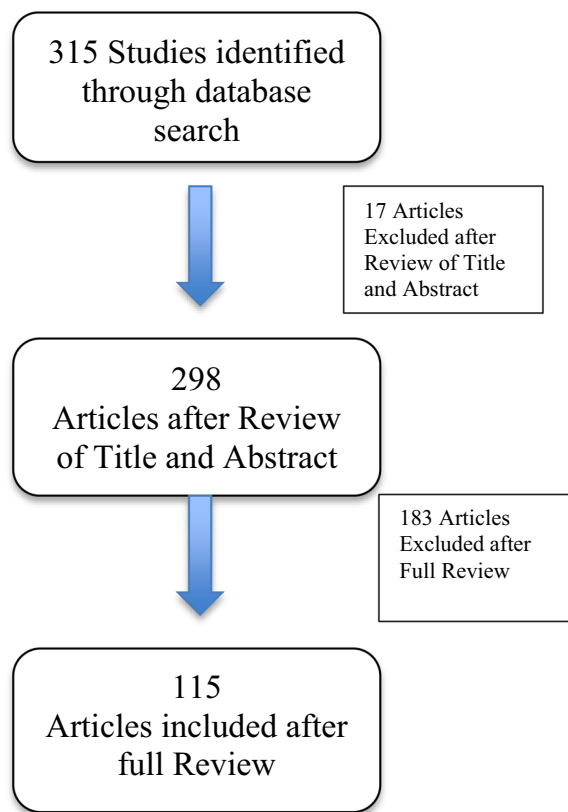 315 Studies identified
through database
search
17 Articles
Excluded after
Review of Title
and Abstract
298
Articles after Review
of Title and Abstract
183 Articles
Excluded after
Full Review
115
Articles included after
full Review